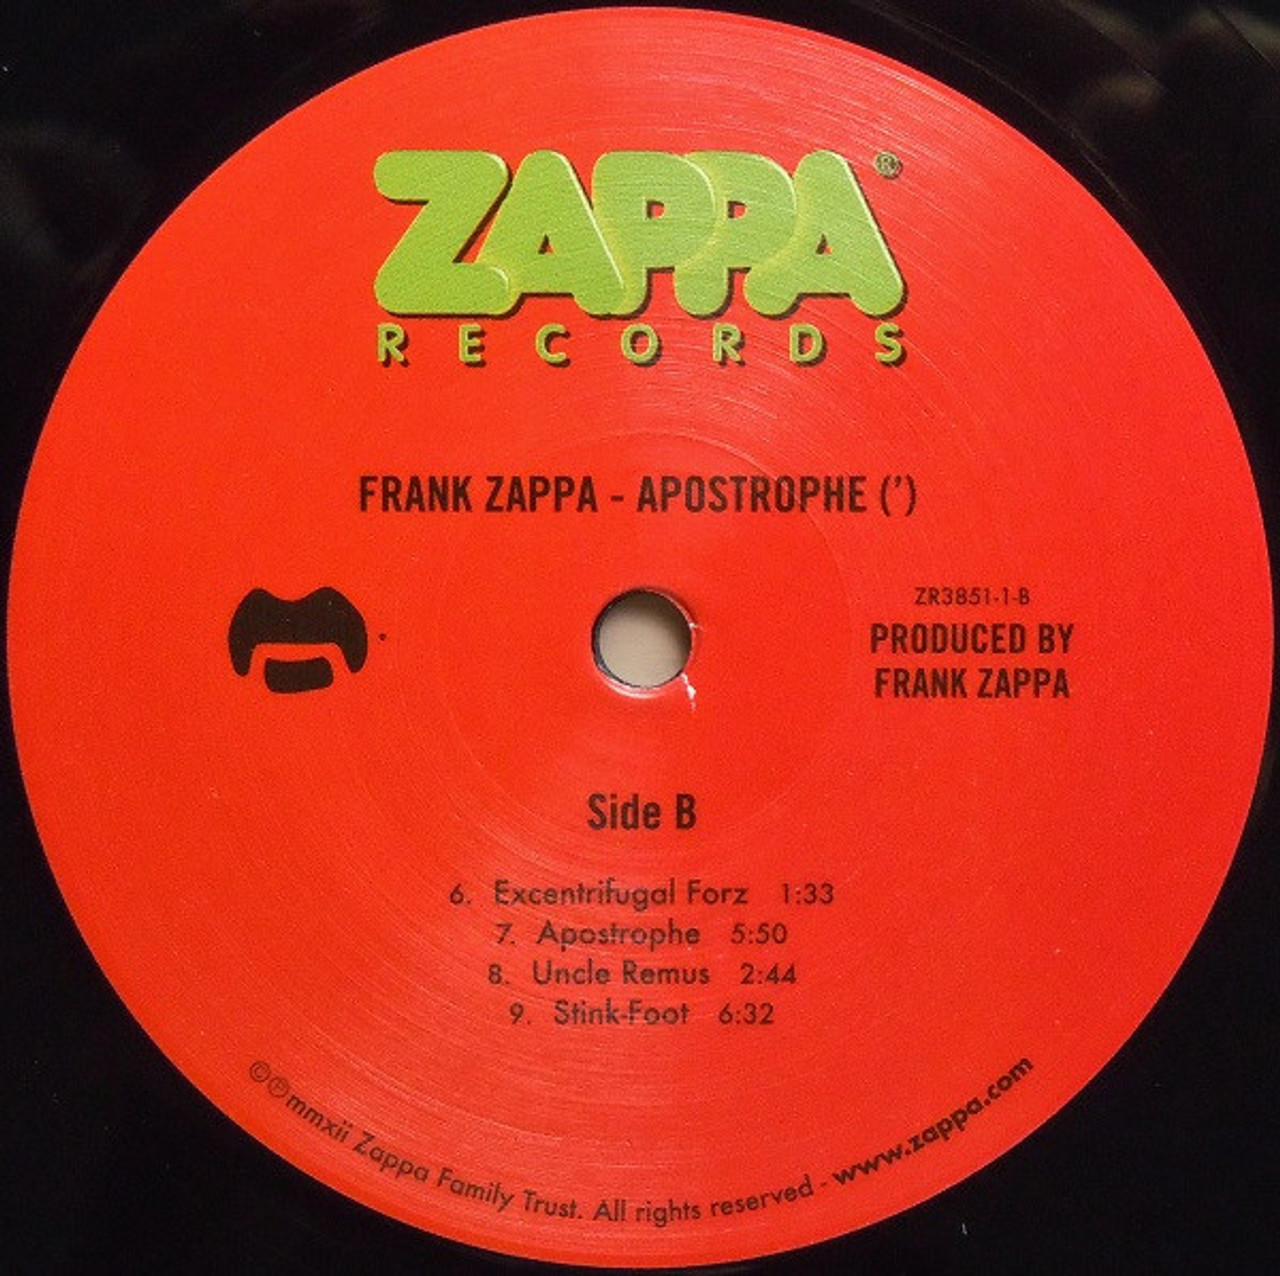 ZAPPA®
RECORDS
FRANK ZAPPA - APOSTROPHE (')
ZR3851-1-B
PRODUCED BY
FRANK ZAPPA
Side B
6. Excentrifugal Forz 1:33
7. Apostrophe 5:50
8. Uncle Remus 2:44
9. Stink-Foot 6:32
©℗mmxii Zappa Family Trust. All rights reserved - www.zappa.com